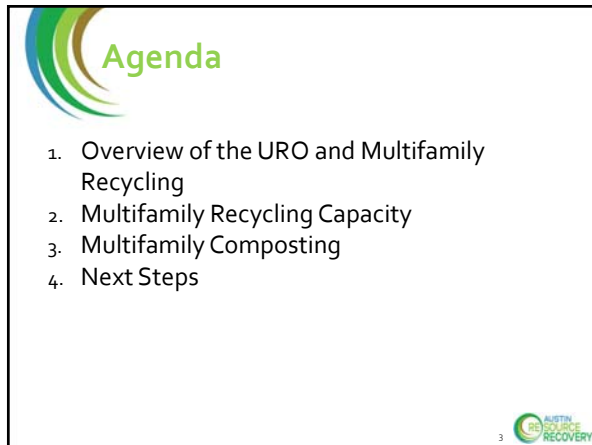 Agenda
1. Overview of the URO and Multifamily
Recycling
2. Multifamily Recycling Capacity
3. Multifamily Composting
4. Next Steps
3
AUSTIN
RESOURCE
RECOVERY